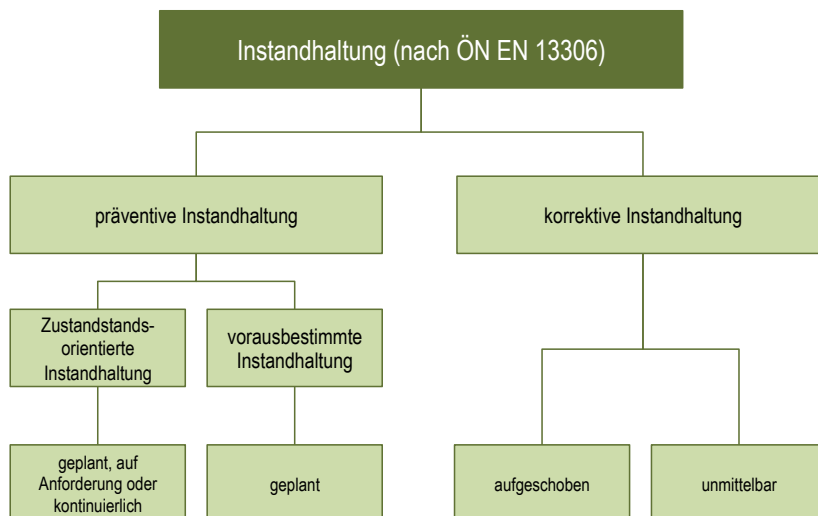 Instandhaltung (nach ÖN EN 13306)
präventive Instandhaltung
korrektive Instandhaltung
Zustandstands-
orientierte
Instandhaltung
vorausbestimmte
Instandhaltung
geplant, auf
Anforderung oder
kontinuierlich
geplant
aufgeschoben
unmittelbar